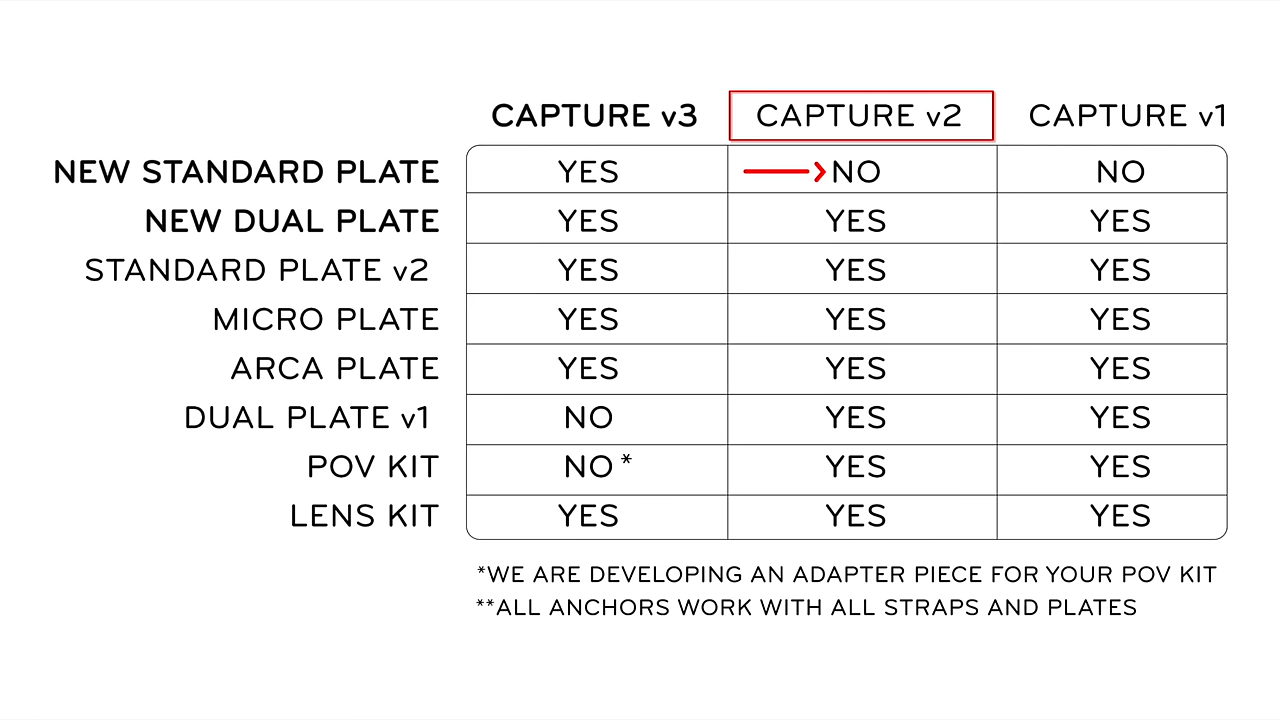 CAPTURE v3 CAPTURE v2 CAPTURE v1
NEW STANDARD PLATE YES NO NO
NEW DUAL PLATE YES YES YES
STANDARD PLATE v2 YES YES YES
MICRO PLATE YES YES YES
ARCA PLATE YES YES YES
DUAL PLATE v1 NO YES YES
POV KIT NO* YES YES
LENS KIT YES YES YES
*WE ARE DEVELOPING AN ADAPTER PIECE FOR YOUR POV KIT
**ALL ANCHORS WORK WITH ALL STRAPS AND PLATES